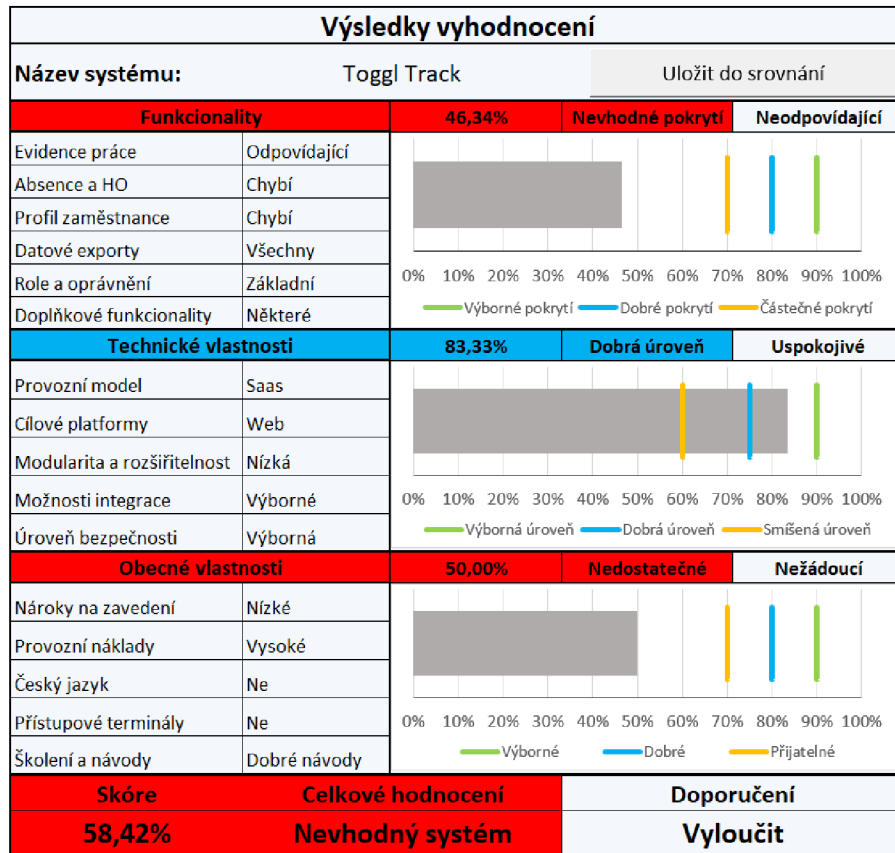 Výsledky vyhodnocení
Název systému: Toggl Track Uložit do srovnání
Funkcionality 46,34% Nevhodné pokrytí Neodpovídající
Evidence práce Odpovídající
Absence a HO Chybí
Profil zaměstnance Chybí
Datové exporty Všechny
Role a oprávnění Základní
Doplňkové funkcionality Některé
0% 10% 20% 30% 40% 50% 60% 70% 80% 90% 100%
Výborné pokrytí Dobré pokrytí Částečné pokrytí
Technické vlastnosti 83,33% Dobrá úroveň Uspokojivé
Provozní model Saas
Cílové platformy Web
Modularita a rozšiřitelnost Nízká
Možnosti integrace Výborné
Úroveň bezpečnosti Výborná
0% 10% 20% 30% 40% 50% 60% 70% 80% 90% 100%
Výborná úroveň Dobrá úroveň Smíšená úroveň
Obecné vlastnosti 50,00% Nedostatečné Nežádoucí
Nároky na zavedení Nízké
Provozní náklady Vysoké
Český jazyk Ne
Přístupové terminály Ne
Školení a návody Dobré návody
0% 10% 20% 30% 40% 50% 60% 70% 80% 90% 100%
Výborné Dobré Přijatelné
Skóre Celkové hodnocení Doporučení
58,42% Nevhodný systém Vyloučit